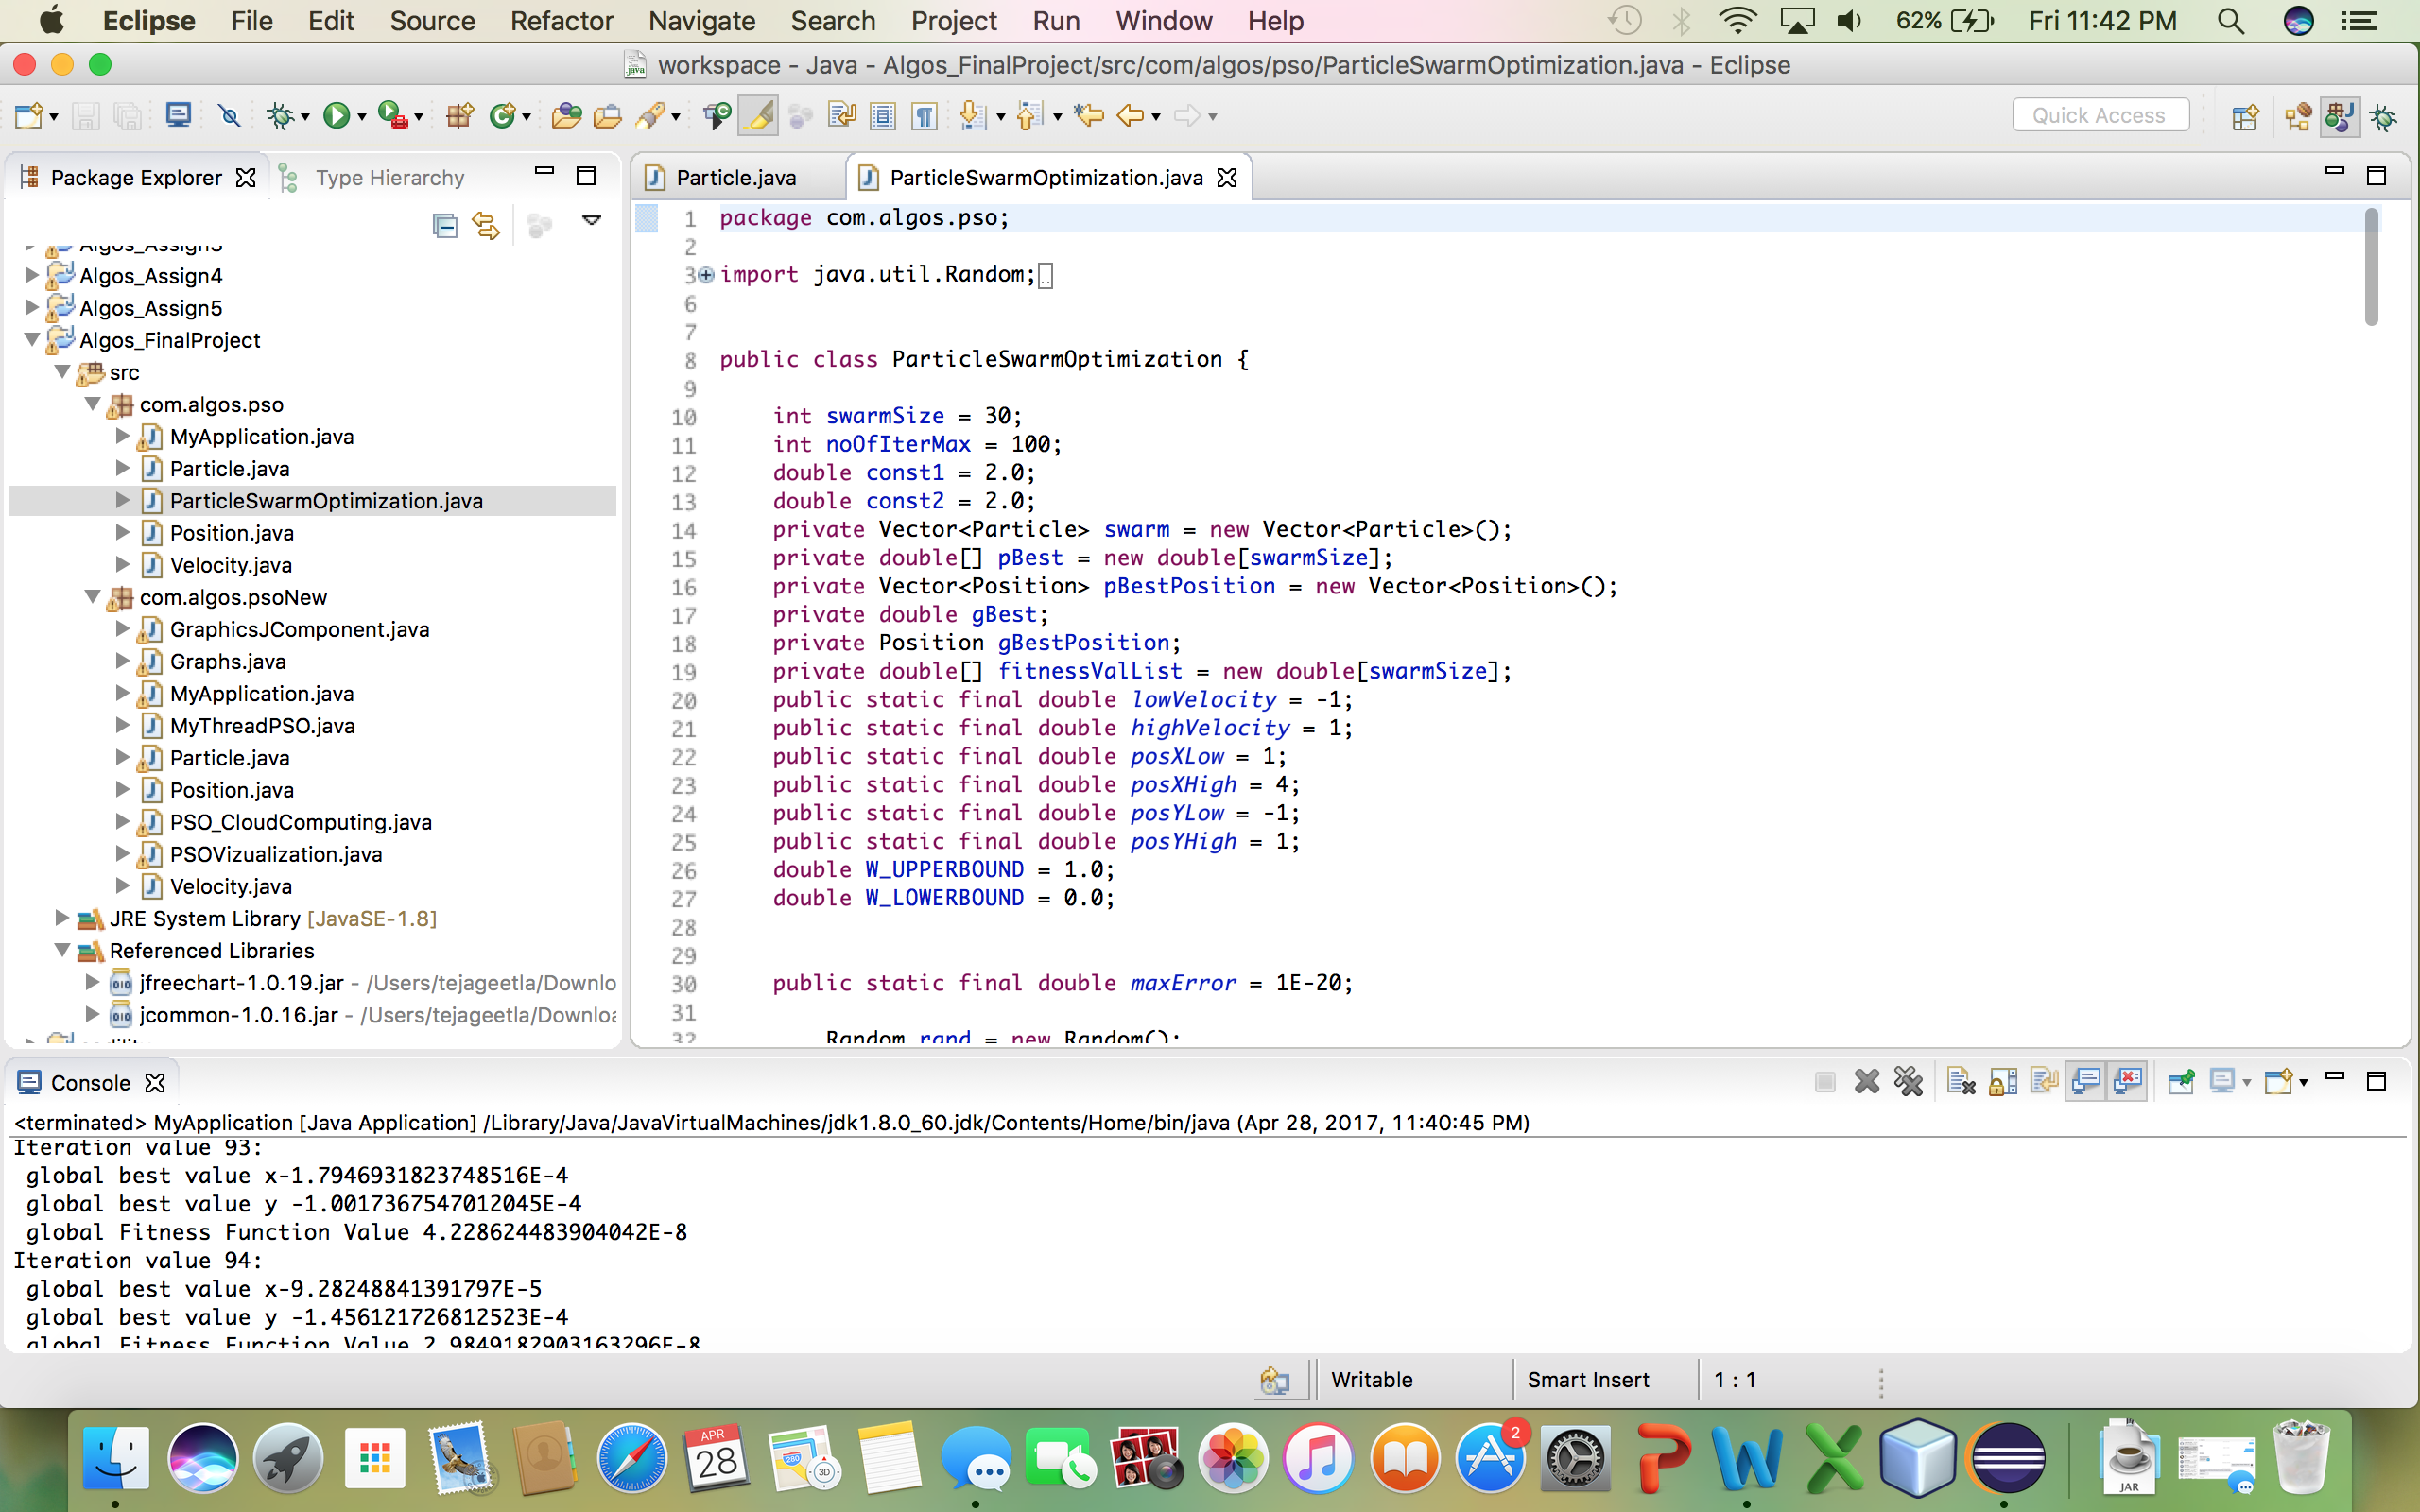 Eclipse File Edit Source Refactor Navigate Search Project Run Window Help 62% Fri 11:42 PM
workspace - Java - Algos_FinalProject/src/com/algos/pso/ParticleSwarmOptimization.java - Eclipse
Quick Access
Package Explorer Type Hierarchy
Algos_Assign3
Algos_Assign4
Algos_Assign5
Algos_FinalProject
src
com.algos.pso
MyApplication.java
Particle.java
ParticleSwarmOptimization.java
Position.java
Velocity.java
com.algos.psoNew
GraphicsJComponent.java
Graphs.java
MyApplication.java
MyThreadPSO.java
Particle.java
Position.java
PSO_CloudComputing.java
PSOVizualization.java
Velocity.java
JRE System Library [JavaSE-1.8]
Referenced Libraries
jfreechart-1.0.19.jar - /Users/tejageetla/Downlo
jcommon-1.0.16.jar - /Users/tejageetla/Downloa
Particle.java ParticleSwarmOptimization.java
1 package com.algos.pso;
2
3 import java.util.Random;
6
7
8 public class ParticleSwarmOptimization {
9
10 int swarmSize = 30;
11 int noOfIterMax = 100;
12 double const1 = 2.0;
13 double const2 = 2.0;
14 private Vector<Particle> swarm = new Vector<Particle>();
15 private double[] pBest = new double[swarmSize];
16 private Vector<Position> pBestPosition = new Vector<Position>();
17 private double gBest;
18 private Position gBestPosition;
19 private double[] fitnessValList = new double[swarmSize];
20 public static final double lowVelocity = -1;
21 public static final double highVelocity = 1;
22 public static final double posXLow = 1;
23 public static final double posXHigh = 4;
24 public static final double posYLow = -1;
25 public static final double posYHigh = 1;
26 double W_UPPERBOUND = 1.0;
27 double W_LOWERBOUND = 0.0;
28
29
30 public static final double maxError = 1E-20;
31
32 Random rand = new Random();
Console
<terminated> MyApplication [Java Application] /Library/Java/JavaVirtualMachines/jdk1.8.0_60.jdk/Contents/Home/bin/java (Apr 28, 2017, 11:40:45 PM)
Iteration value 93:
global best value x-1.7946931823748516E-4
global best value y -1.0017367547012045E-4
global Fitness Function Value 4.228624483904042E-8
Iteration value 94:
global best value x-9.28248841391797E-5
global best value y -1.456121726812523E-4
global Fitness Function Value 2.9849182903163296E-8
Writable Smart Insert 1 : 1
APR
28
280
3D
2
JAR